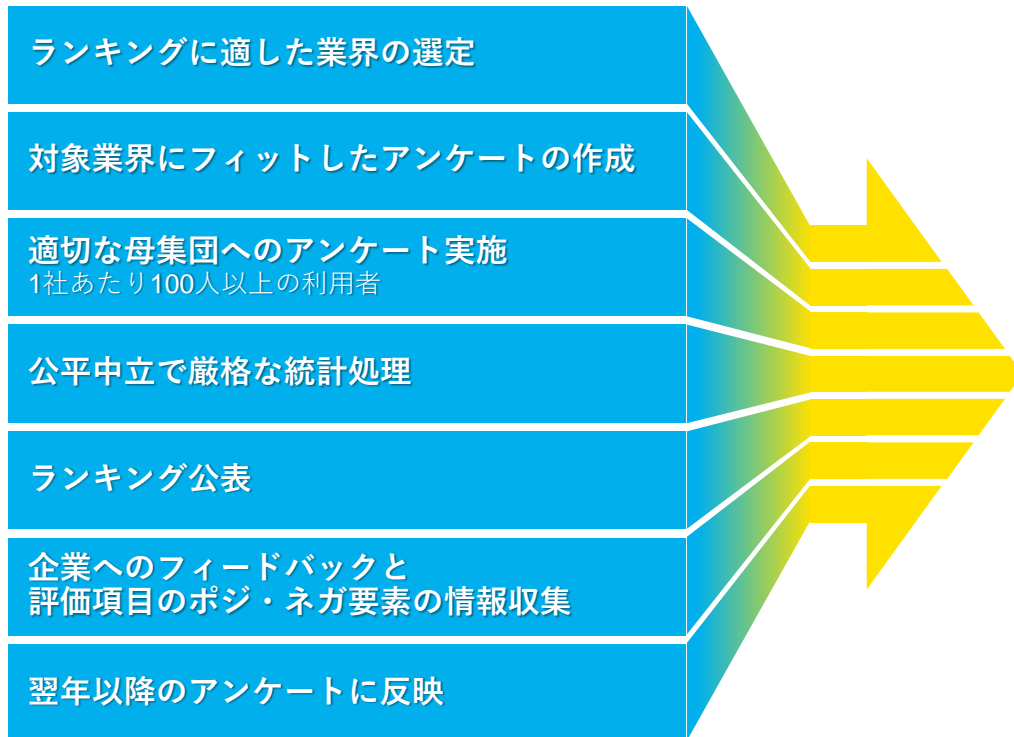 ランキングに適した業界の選定
対象業界にフィットしたアンケートの作成
適切な母集団へのアンケート実施
1社あたり100人以上の利用者
公平中立で厳格な統計処理
ランキング公表
企業へのフィードバックと
評価項目のポジ・ネガ要素の情報収集
翌年以降のアンケートに反映